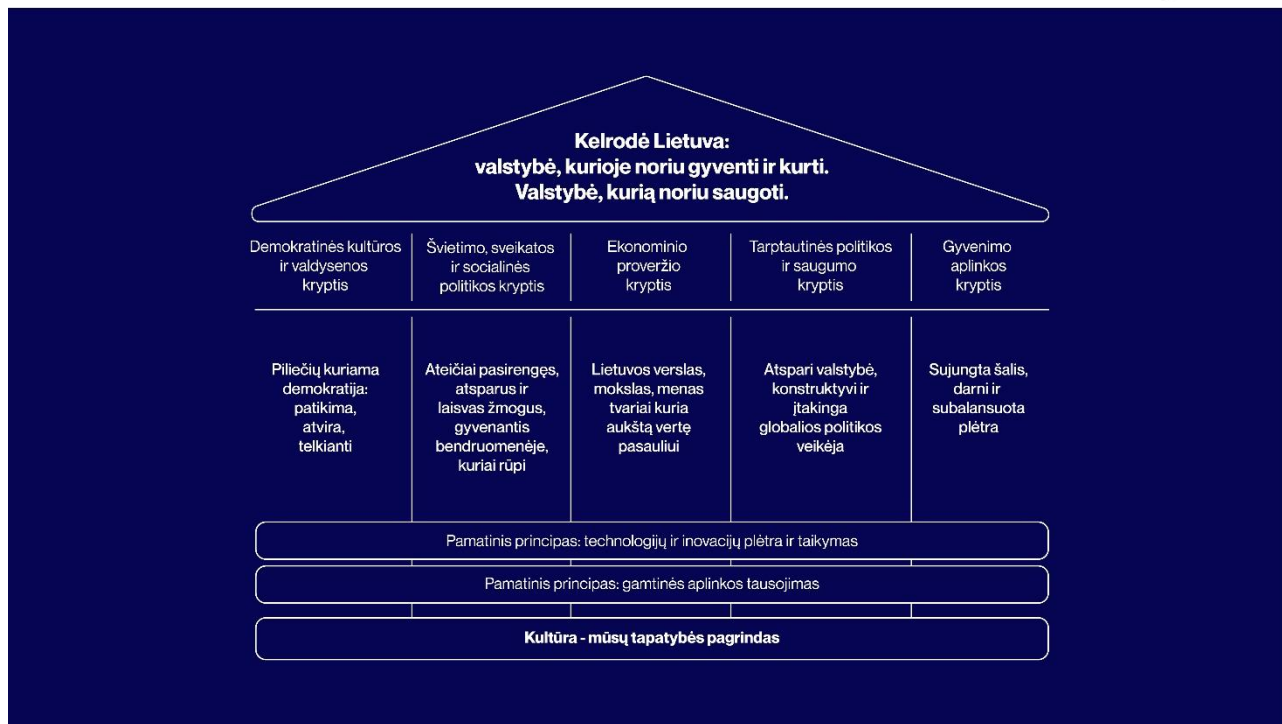 Kelrodė Lietuva:
valstybė, kurioje noriu gyventi ir kurti.
Valstybė, kurią noriu saugoti.
Demokratinės kultūros
ir valdysenos
kryptis
Švietimo, sveikatos
ir socialinės
politikos kryptis
Ekonominio
proveržio
kryptis
Tarptautinės politikos
ir saugumo
kryptis
Gyvenimo
aplinkos
kryptis
Piliečių kuriama
demokratija:
patikima,
atvira,
telkianti
Ateičiai pasirengęs,
atsparus ir
laisvas žmogus,
gyvenantis
bendruomenėje,
kuriai rūpi
Lietuvos verslas,
mokslas, menas
tvariai kuria
aukštą vertę
pasauliui
Atspari valstybė,
konstruktyvi ir
įtakinga
globalios politikos
veikėja
Sujungta šalis,
darni ir
subalansuota
plėtra
Pamatinis principas: technologijų ir inovacijų plėtra ir taikymas
Pamatinis principas: gamtinės aplinkos tausojimas
Kultūra - mūsų tapatybės pagrindas